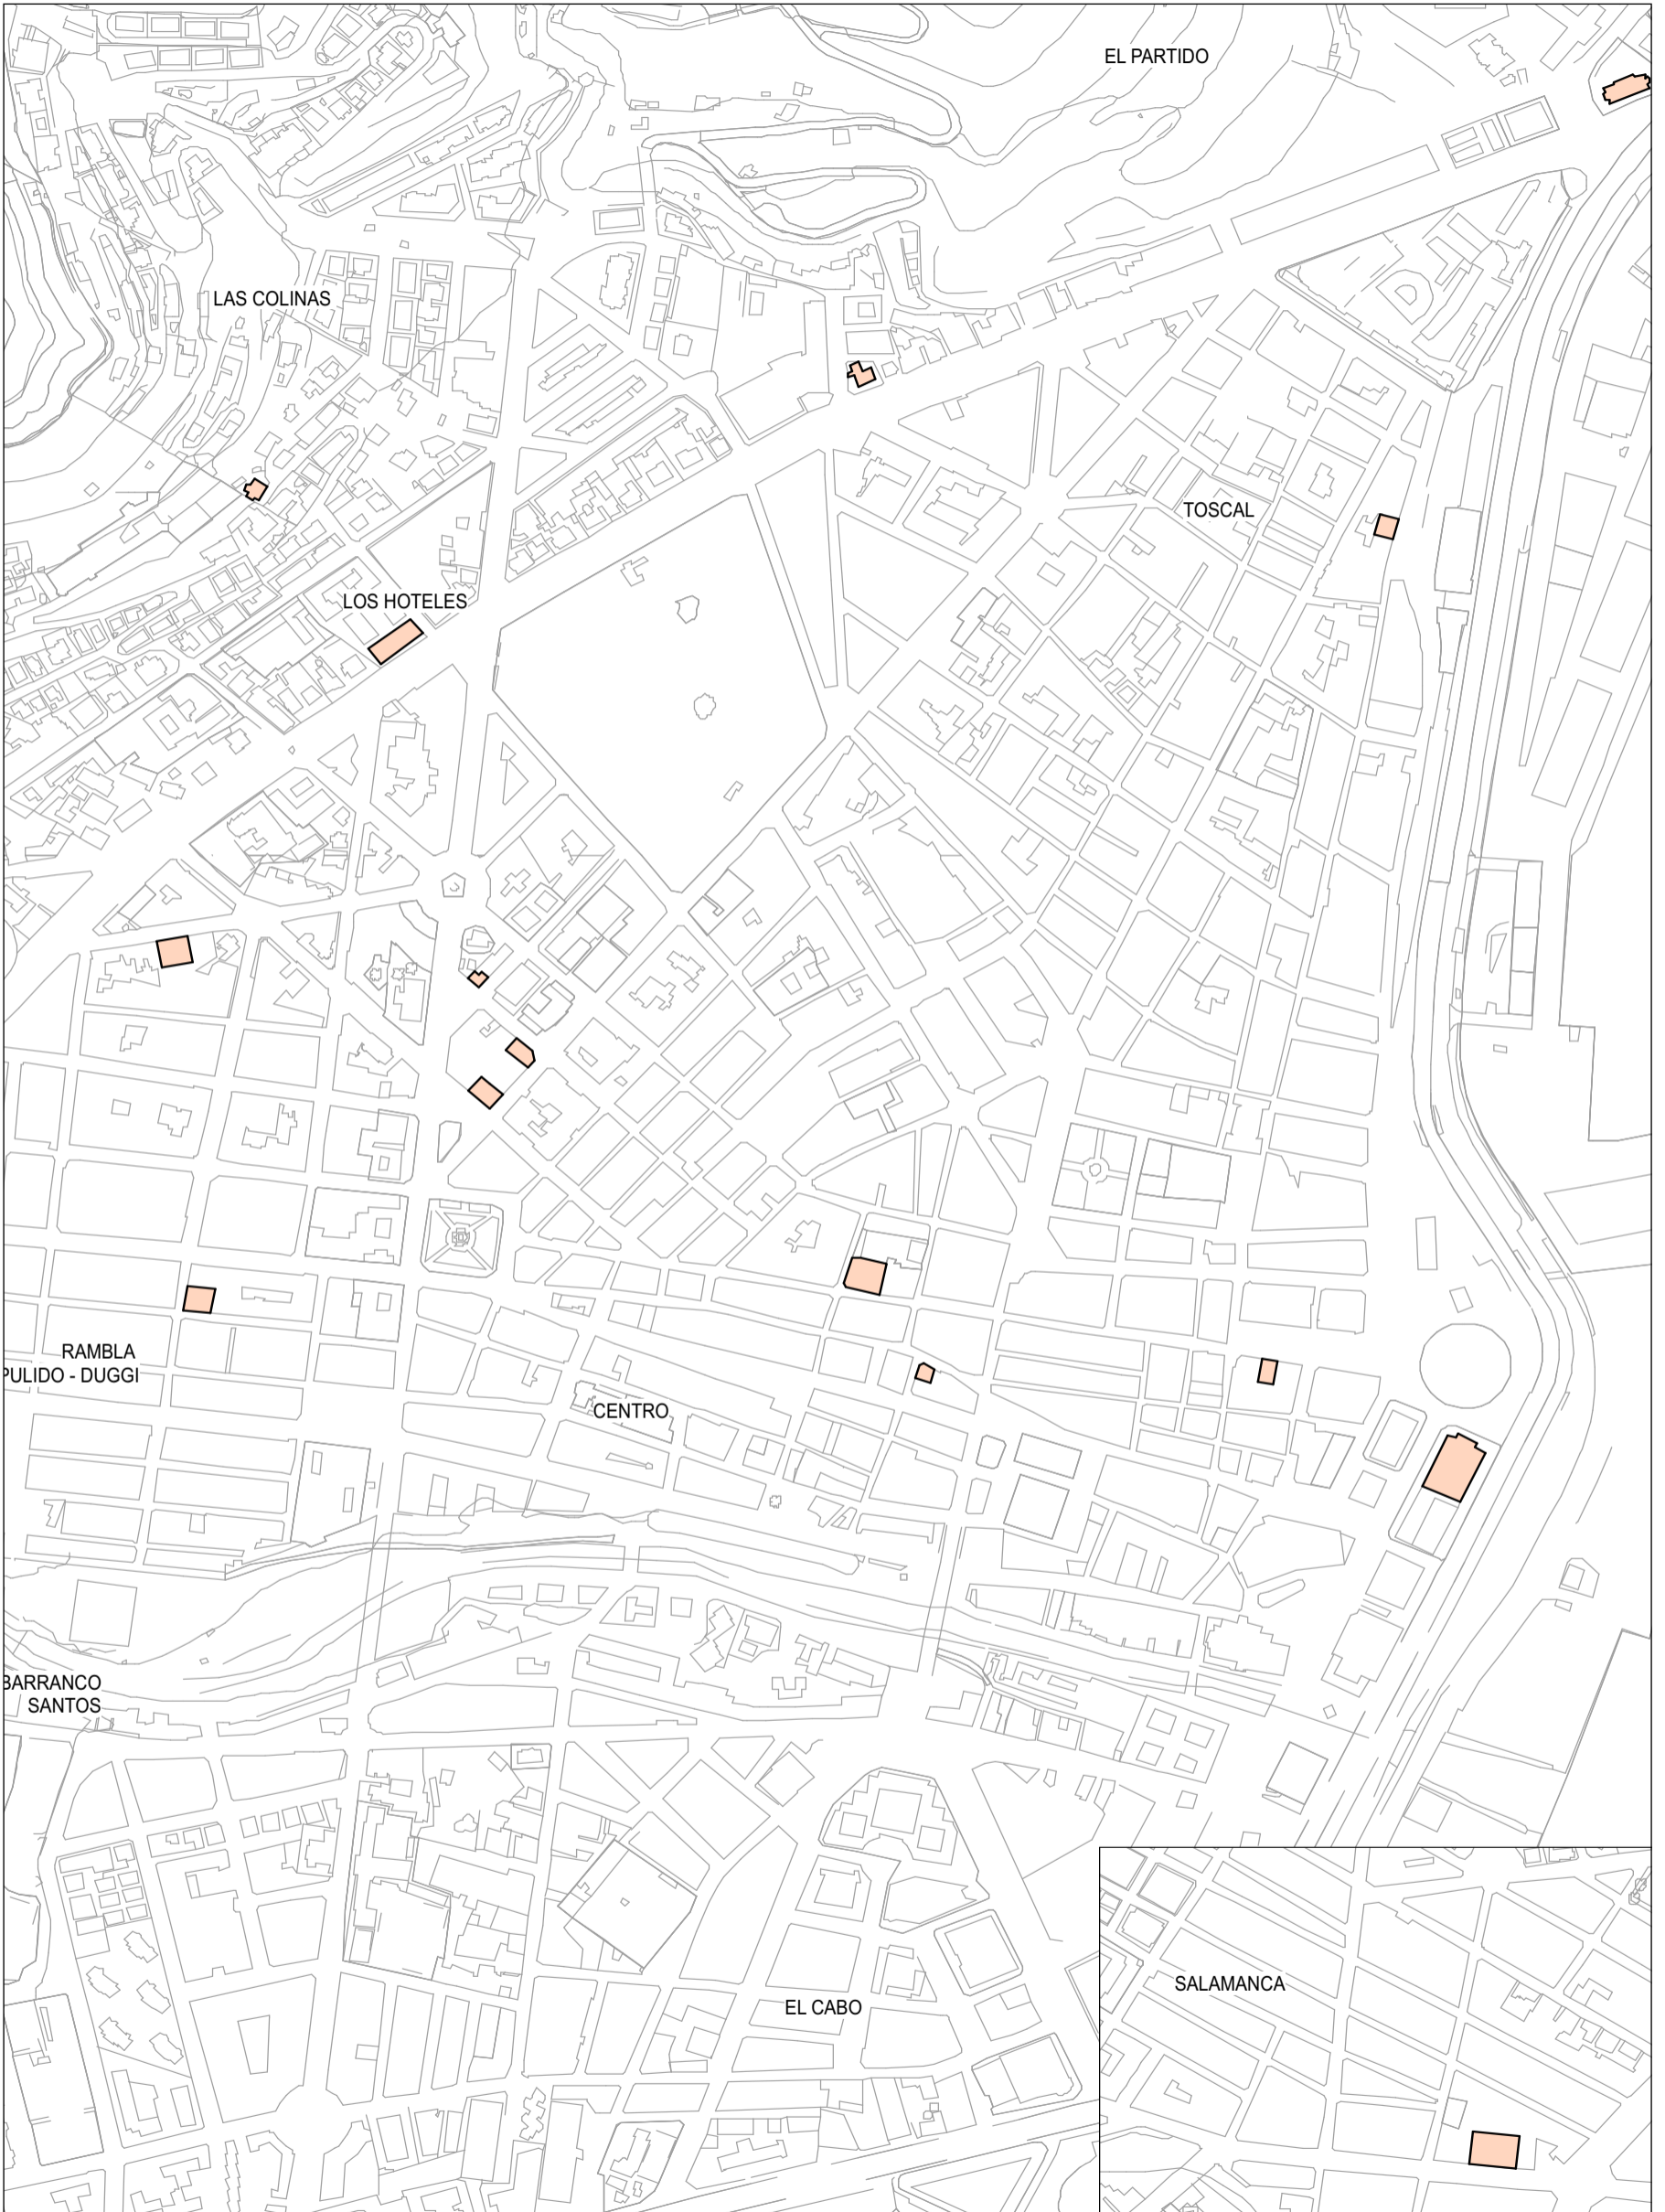 EL PARTIDO
LAS COLINAS
TOSCAL
LOS HOTELES
RAMBLA
PULIDO - DUGGI
CENTRO
BARRANCO
SANTOS
SALAMANCA
EL CABO